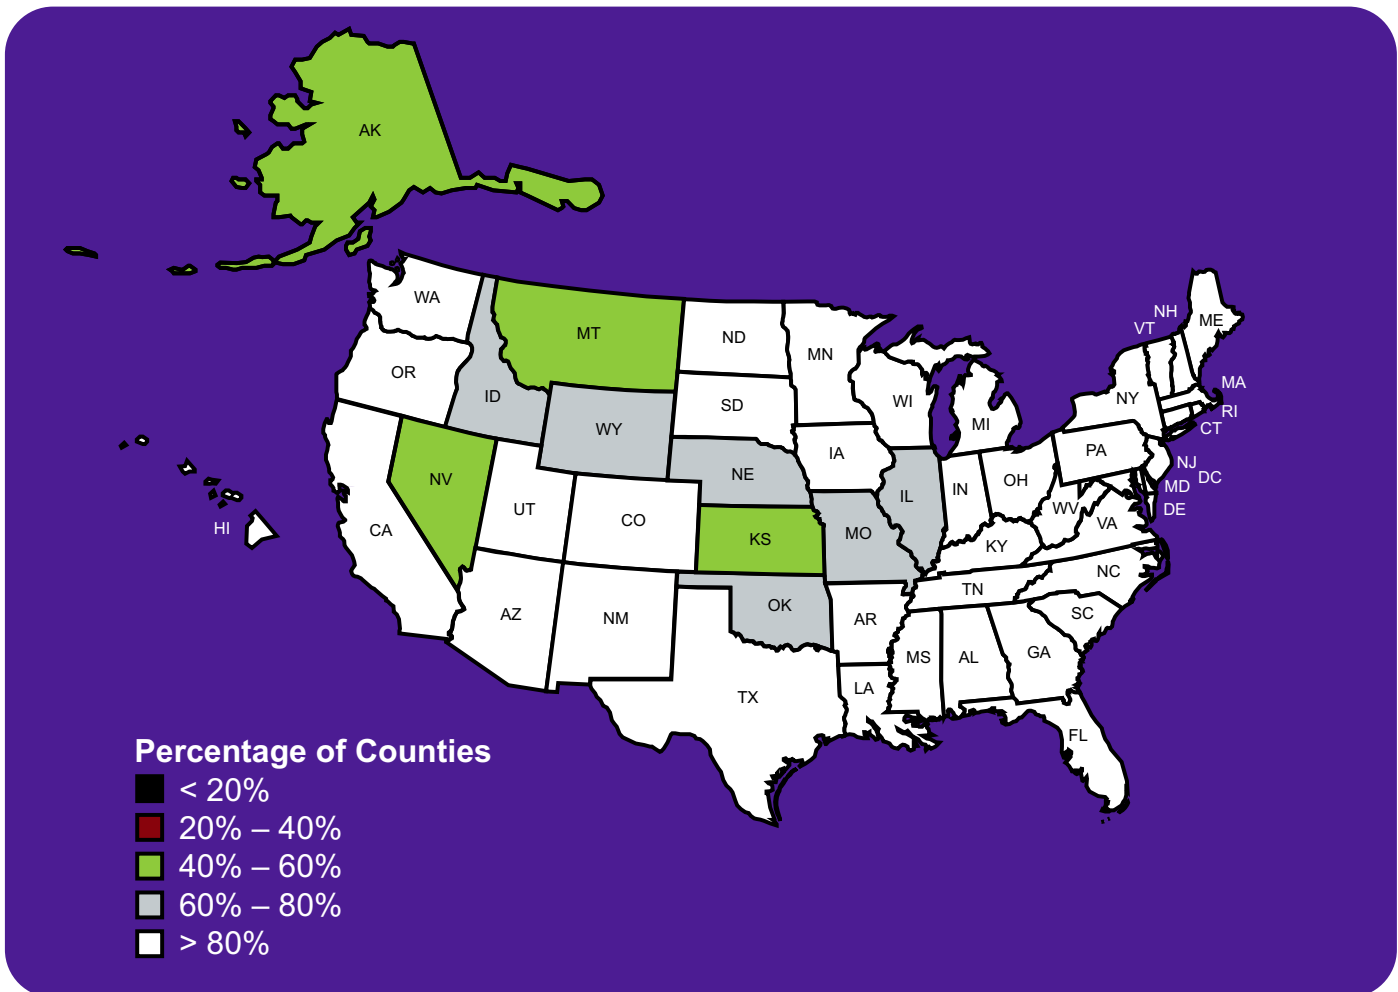 AK
WA
MT
ND
MN
NH
VT
ME
OR
ID
SD
WI
MI
NY
MA
RI
CT
WY
NE
IA
PA
NJ
DC
MD
DE
NV
UT
CO
KS
MO
IL
IN
OH
WV
VA
HI
CA
KY
NC
AZ
NM
OK
AR
TN
SC
MS
AL
GA
TX
LA
FL
Percentage of Counties
< 20%
20% – 40%
40% – 60%
60% – 80%
> 80%